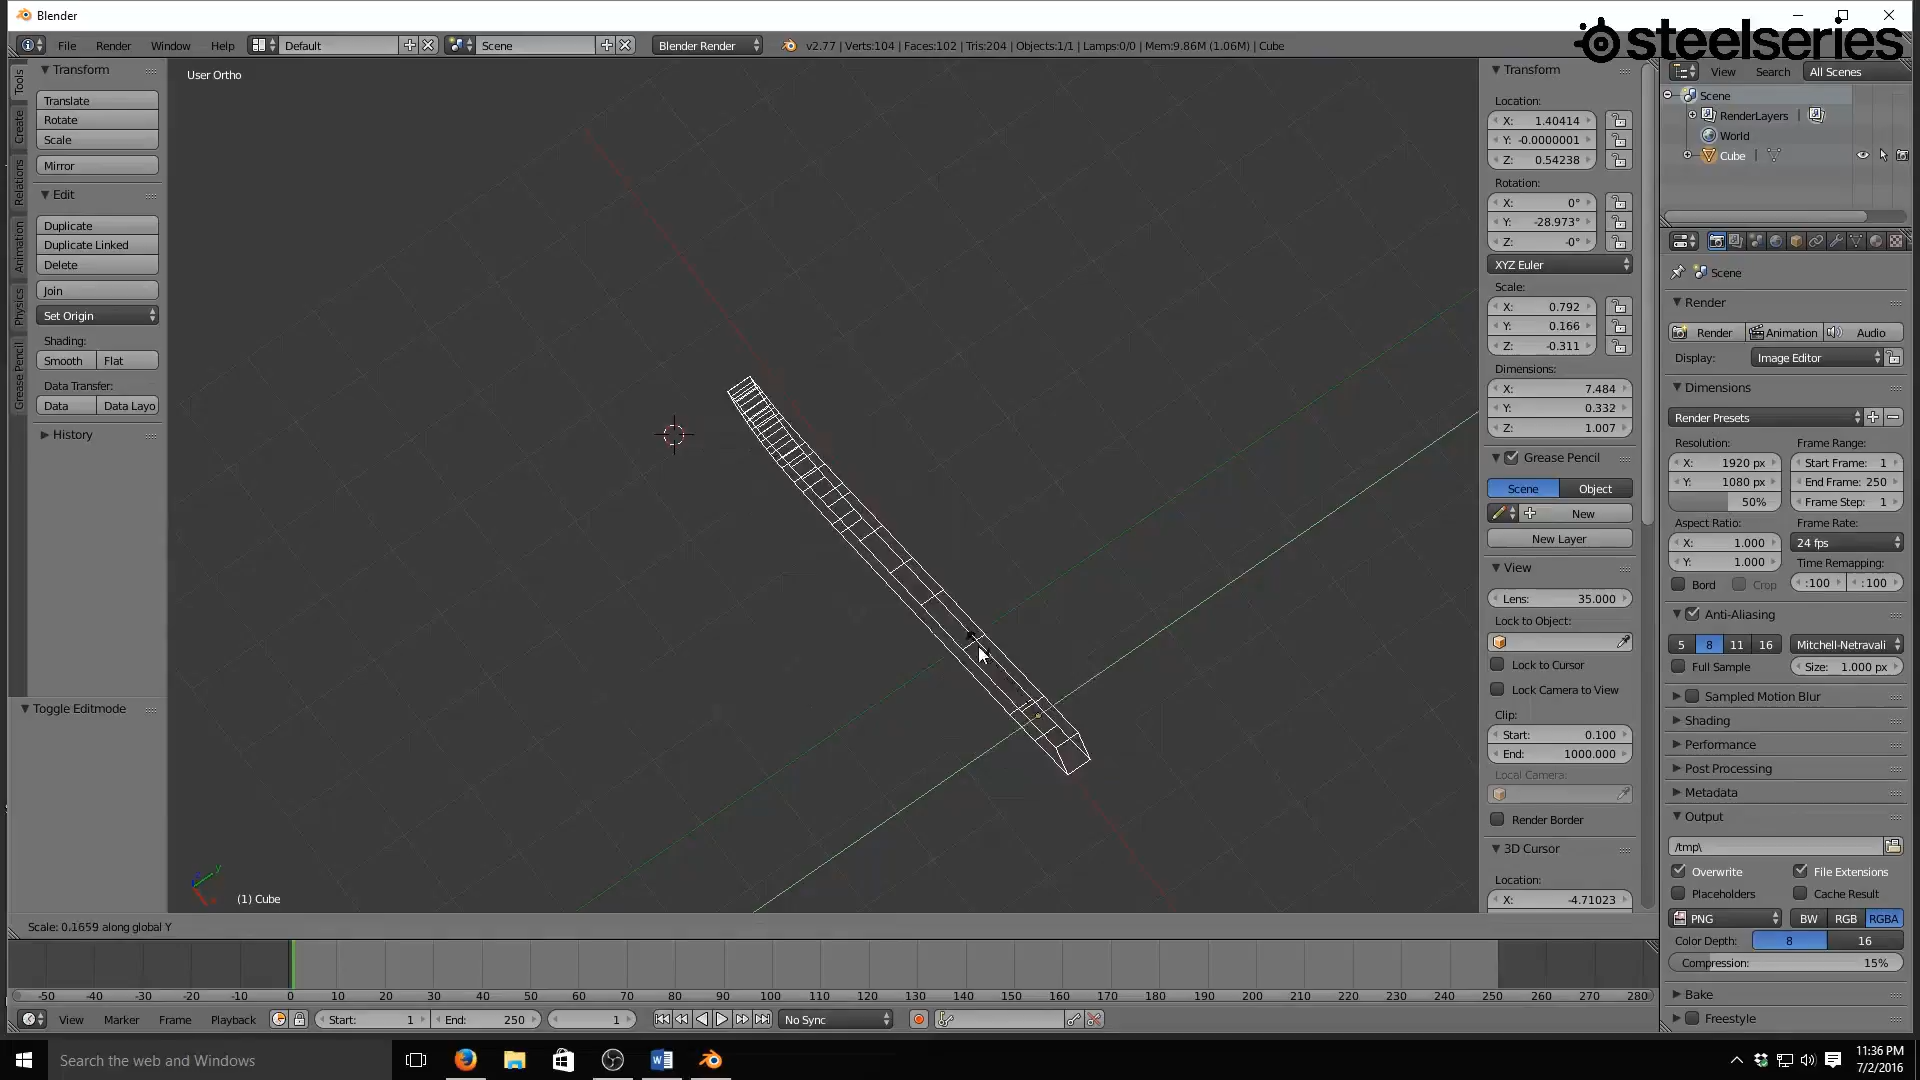 Blender
steelseries
File Render Window Help Default Scene Blender Render v2.77 | Verts:104 | Faces:102 | Tris:204 | Objects:1/1 | Lamps:0/0 | Mem:9.86M (1.06M) | Cube
Tools
Create
Relations
Animation
Physics
Grease Pencil
Transform
Translate
Rotate
Scale
Mirror
Edit
Duplicate
Duplicate Linked
Delete
Join
Set Origin
Shading:
Smooth Flat
Data Transfer:
Data Data Layo
History
Toggle Editmode
User Ortho
y
(1) Cube
Scale: 0.1659 along global Y
Transform
Location:
X: 1.40414
Y: -0.0000001
Z: 0.54238
Rotation:
X: 0°
Y: -28.973°
Z: -0°
XYZ Euler
Scale:
X: 0.792
Y: 0.166
Z: -0.311
Dimensions:
X: 7.484
Y: 0.332
Z: 1.007
Grease Pencil
Scene Object
New
New Layer
View
Lens: 35.000
Lock to Object:
Lock to Cursor
Lock Camera to View
Clip:
Start: 0.100
End: 1000.000
Local Camera:
Render Border
3D Cursor
Location:
X: -4.71023
View Search All Scenes
Scene
RenderLayers
World
Cube
Scene
Render
Render Animation Audio
Display: Image Editor
Dimensions
Render Presets
Resolution: Frame Range:
X: 1920 px Start Frame: 1
Y: 1080 px End Frame: 250
50% Frame Step: 1
Aspect Ratio: Frame Rate:
X: 1.000 24 fps
Y: 1.000 Time Remapping:
Bord Crop :100 :100
Anti-Aliasing
5 8 11 16 Mitchell-Netravali
Full Sample Size: 1.000 px
Sampled Motion Blur
Shading
Performance
Post Processing
Metadata
Output
/tmp\
Overwrite File Extensions
Placeholders Cache Result
PNG BW RGB RGBA
Color Depth: 8 16
Compression: 15%
Bake
Freestyle
-50 -40 -30 -20 -10 0 10 20 30 40 50 60 70 80 90 100 110 120 130 140 150 160 170 180 190 200 210 220 230 240 250 260 270 280
View Marker Frame Playback Start: 1 End: 250 1 No Sync
Search the web and Windows
11:36 PM
7/2/2016